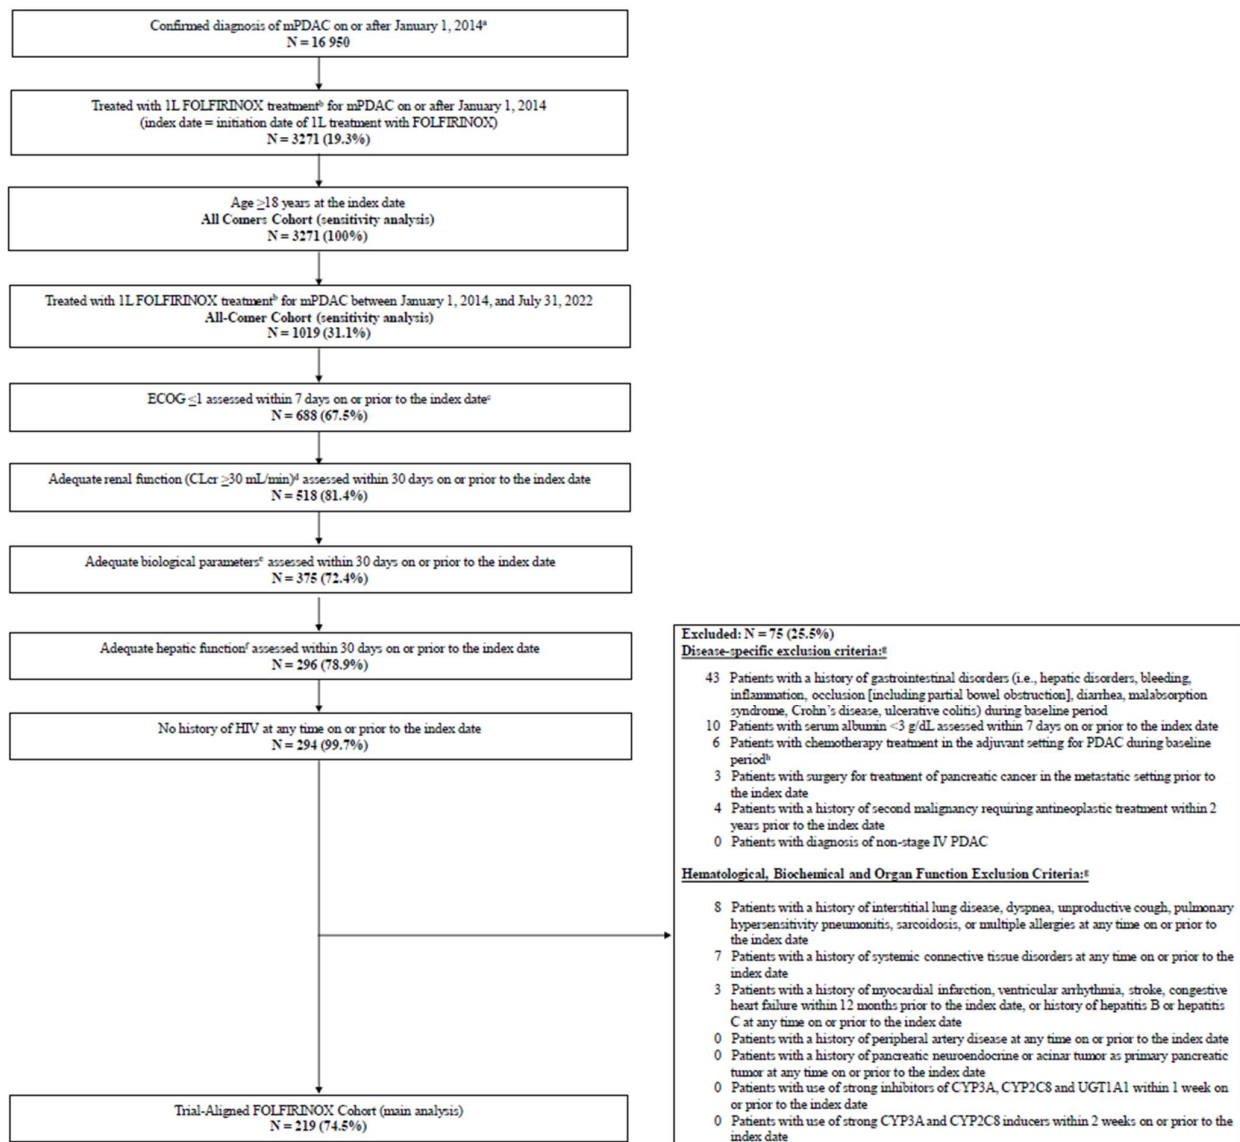 Confirmed diagnosis of mPDAC on or after January 1, 2014ᵃ
N = 16 950
Treated with 1L FOLFIRINOX treatmentᵇ for mPDAC on or after January 1, 2014
(index date = initiation date of 1L treatment with FOLFIRINOX)
N = 3271 (19.3%)
Age ≥18 years at the index date
All Comers Cohort (sensitivity analysis)
N = 3271 (100%)
Treated with 1L FOLFIRINOX treatmentᵇ for mPDAC between January 1, 2014, and July 31, 2022
All-Comer Cohort (sensitivity analysis)
N = 1019 (31.1%)
ECOG ≤1 assessed within 7 days on or prior to the index dateᶜ
N = 688 (67.5%)
Adequate renal function (CLcr ≥30 mL/min)ᵈ assessed within 30 days on or prior to the index date
N = 518 (81.4%)
Adequate biological parametersᵉ assessed within 30 days on or prior to the index date
N = 375 (72.4%)
Adequate hepatic functionᶠ assessed within 30 days on or prior to the index date
N = 296 (78.9%)
No history of HIV at any time on or prior to the index date
N = 294 (99.7%)
Excluded: N = 75 (25.5%)
Disease-specific exclusion criteria:ᵍ
43 Patients with a history of gastrointestinal disorders (i.e., hepatic disorders, bleeding,
inflammation, occlusion [including partial bowel obstruction], diarrhea, malabsorption
syndrome, Crohn's disease, ulcerative colitis) during baseline period
10 Patients with serum albumin <3 g/dL assessed within 7 days on or prior to the index date
6 Patients with chemotherapy treatment in the adjuvant setting for PDAC during baseline
periodʰ
3 Patients with surgery for treatment of pancreatic cancer in the metastatic setting prior to
the index date
4 Patients with a history of second malignancy requiring antineoplastic treatment within 2
years prior to the index date
0 Patients with diagnosis of non-stage IV PDAC
Hematological, Biochemical and Organ Function Exclusion Criteria:ᵍ
8 Patients with a history of interstitial lung disease, dyspnea, unproductive cough, pulmonary
hypersensitivity pneumonitis, sarcoidosis, or multiple allergies at any time on or prior to
the index date
7 Patients with a history of systemic connective tissue disorders at any time on or prior to the
index date
3 Patients with a history of myocardial infarction, ventricular arrhythmia, stroke, congestive
heart failure within 12 months prior to the index date, or history of hepatitis B or hepatitis
C at any time on or prior to the index date
0 Patients with a history of peripheral artery disease at any time on or prior to the index date
0 Patients with a history of pancreatic neuroendocrine or acinar tumor as primary pancreatic
tumor at any time on or prior to the index date
0 Patients with use of strong inhibitors of CYP3A, CYP2C8 and UGT1A1 within 1 week on
or prior to the index date
0 Patients with use of strong CYP3A and CYP2C8 inducers within 2 weeks on or prior to the
index date
Trial-Aligned FOLFIRINOX Cohort (main analysis)
N = 219 (74.5%)